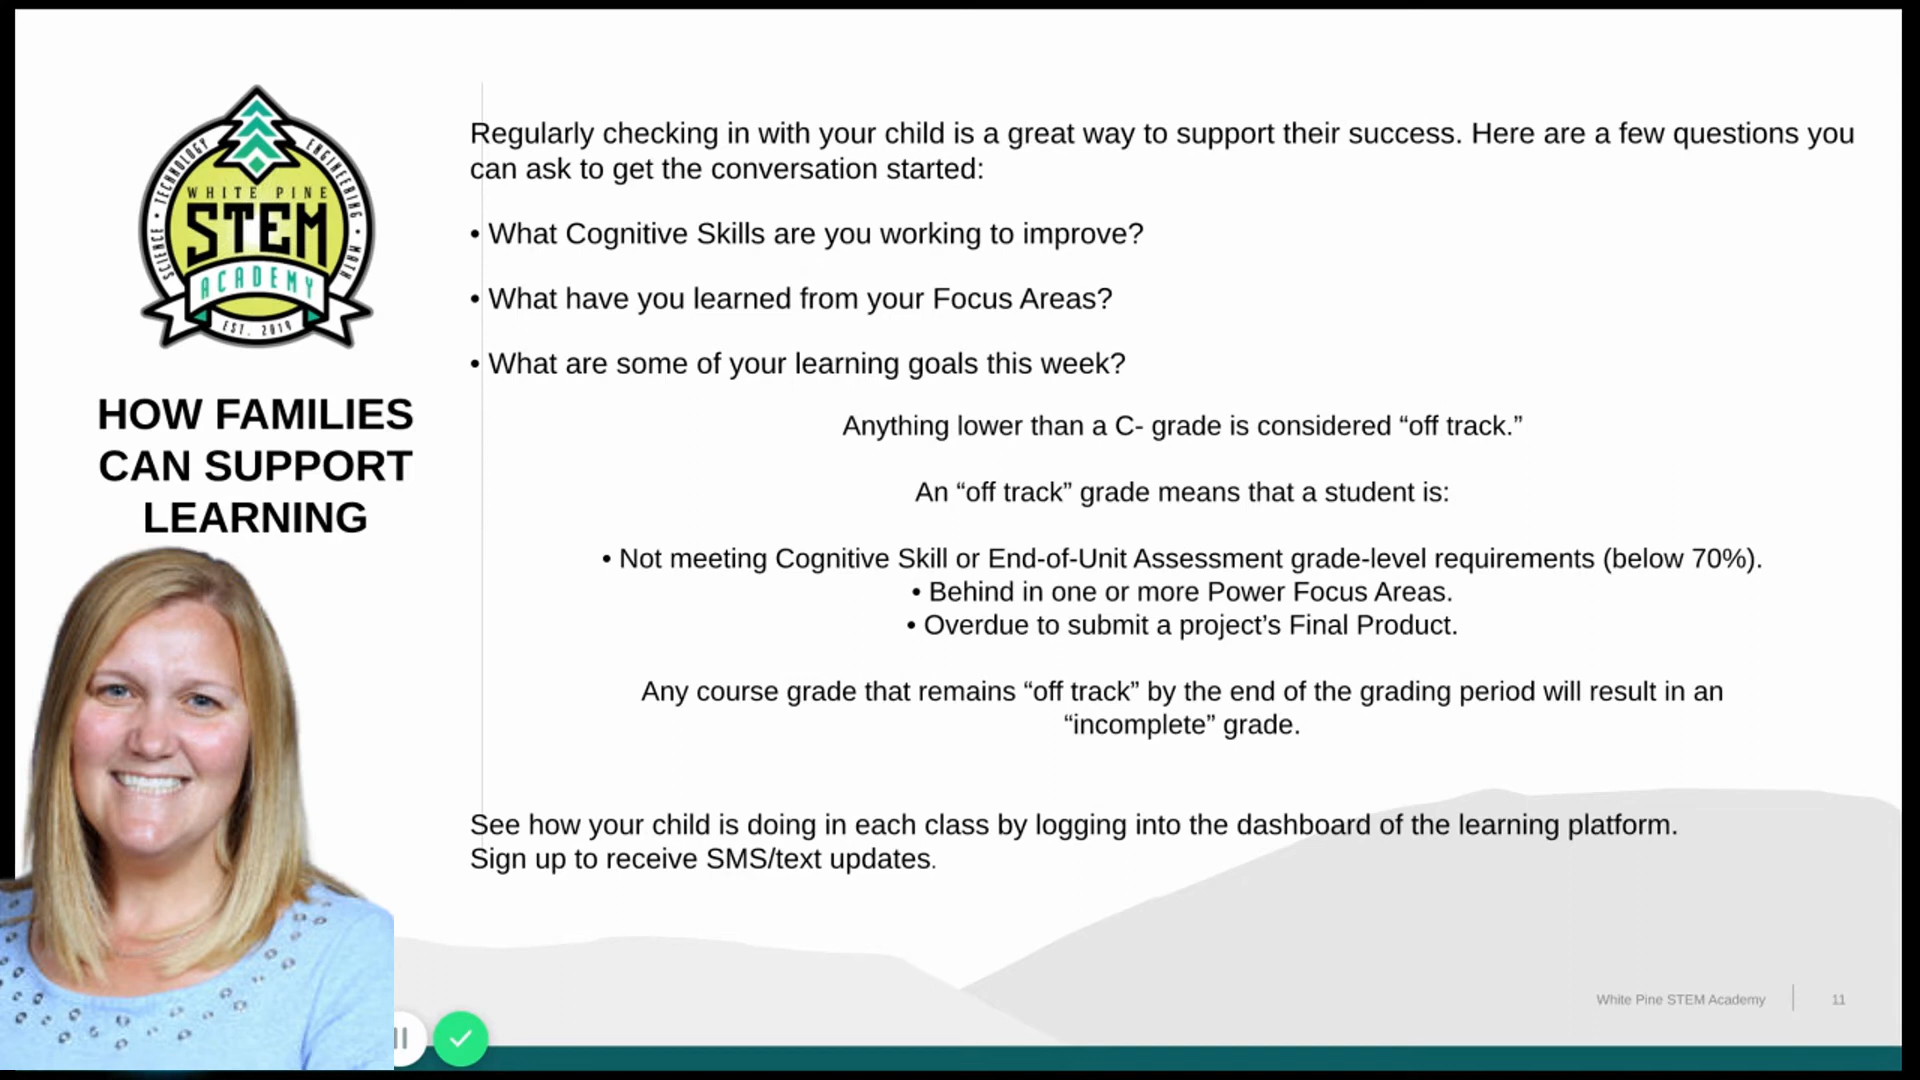 SCIENCE • TECHNOLOGY
ENGINEERING • MATH
WHITE PINE
STEM
ACADEMY
EST. 2019
HOW FAMILIES
CAN SUPPORT
LEARNING
Regularly checking in with your child is a great way to support their success. Here are a few questions you
can ask to get the conversation started:
• What Cognitive Skills are you working to improve?
• What have you learned from your Focus Areas?
• What are some of your learning goals this week?
Anything lower than a C- grade is considered “off track.”
An “off track” grade means that a student is:
• Not meeting Cognitive Skill or End-of-Unit Assessment grade-level requirements (below 70%).
• Behind in one or more Power Focus Areas.
• Overdue to submit a project’s Final Product.
Any course grade that remains “off track” by the end of the grading period will result in an
“incomplete” grade.
See how your child is doing in each class by logging into the dashboard of the learning platform.
Sign up to receive SMS/text updates.
White Pine STEM Academy 11